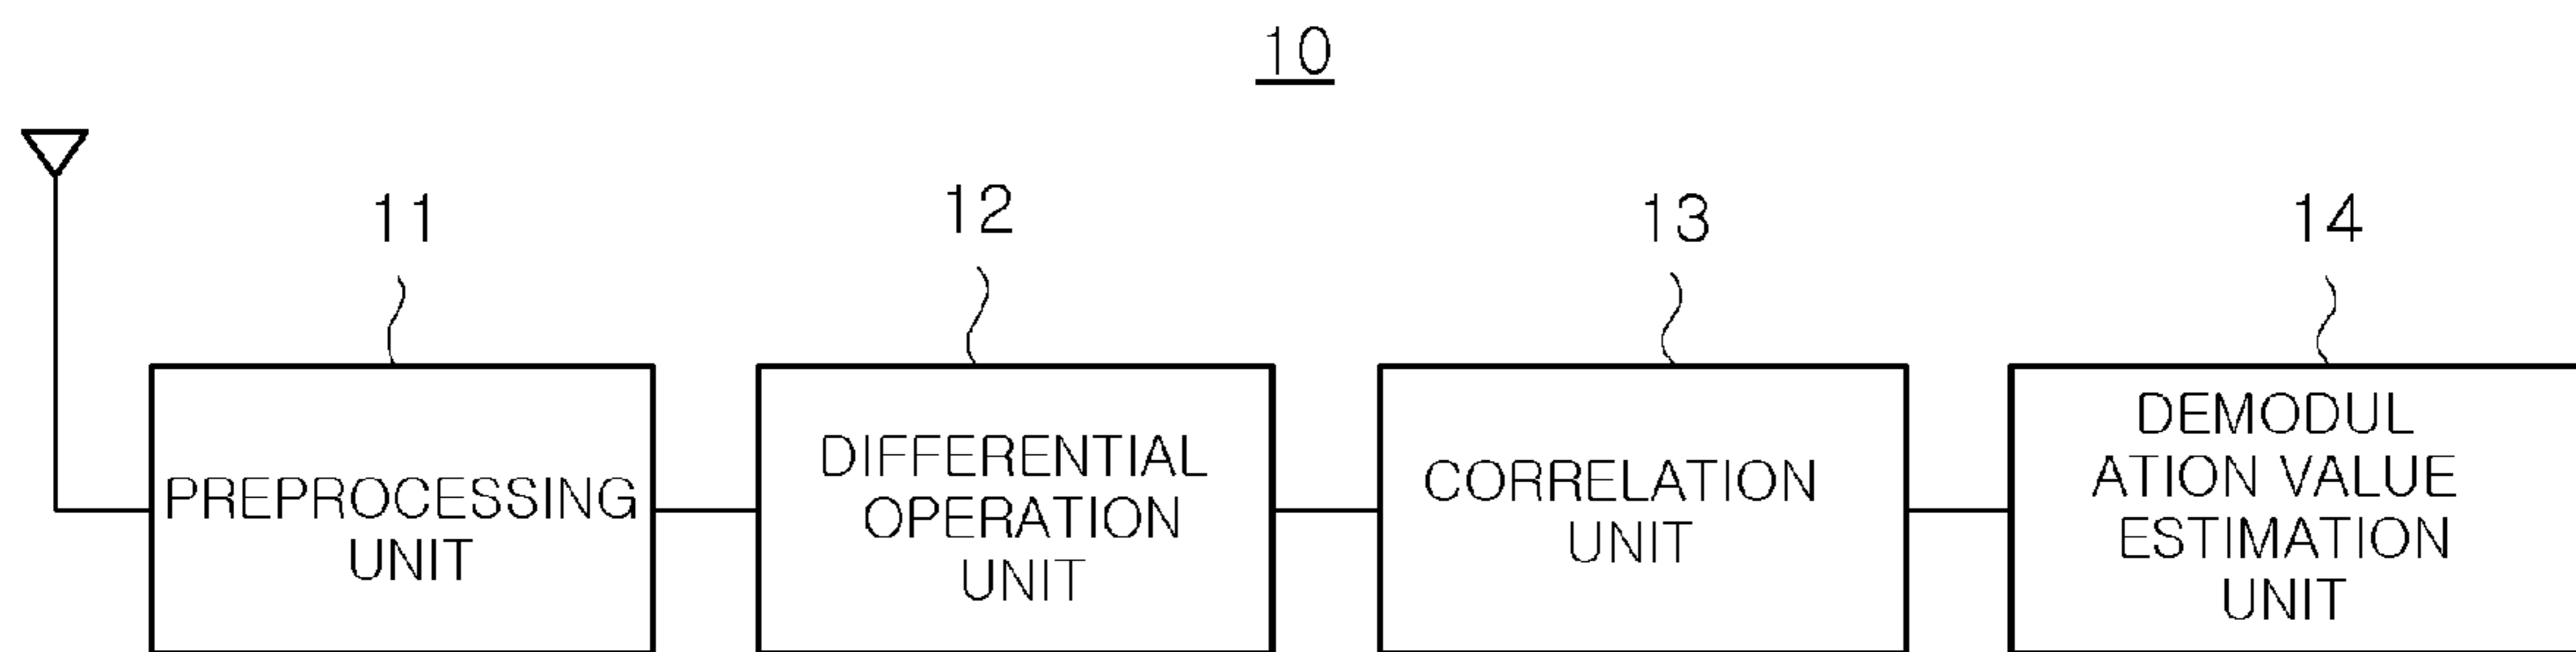 10
11
12
13
14
PREPROCESSING
UNIT
DIFFERENTIAL
OPERATION
UNIT
CORRELATION
UNIT
DEMODUL
ATION VALUE
ESTIMATION
UNIT